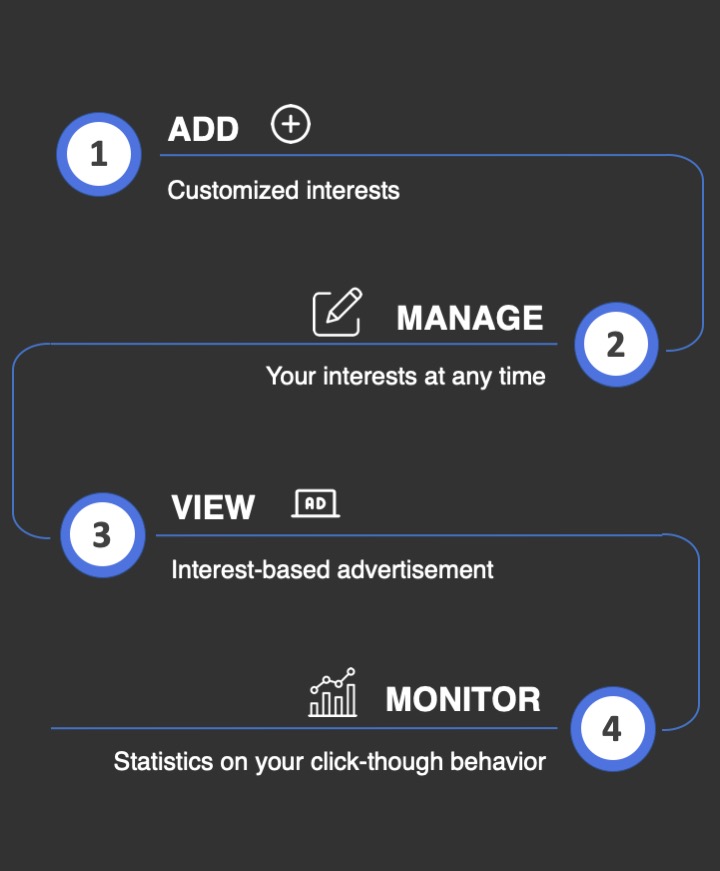 1
ADD
Customized interests
MANAGE
2
Your interests at any time
VIEW
AD
3
Interest-based advertisement
MONITOR
4
Statistics on your click-though behavior